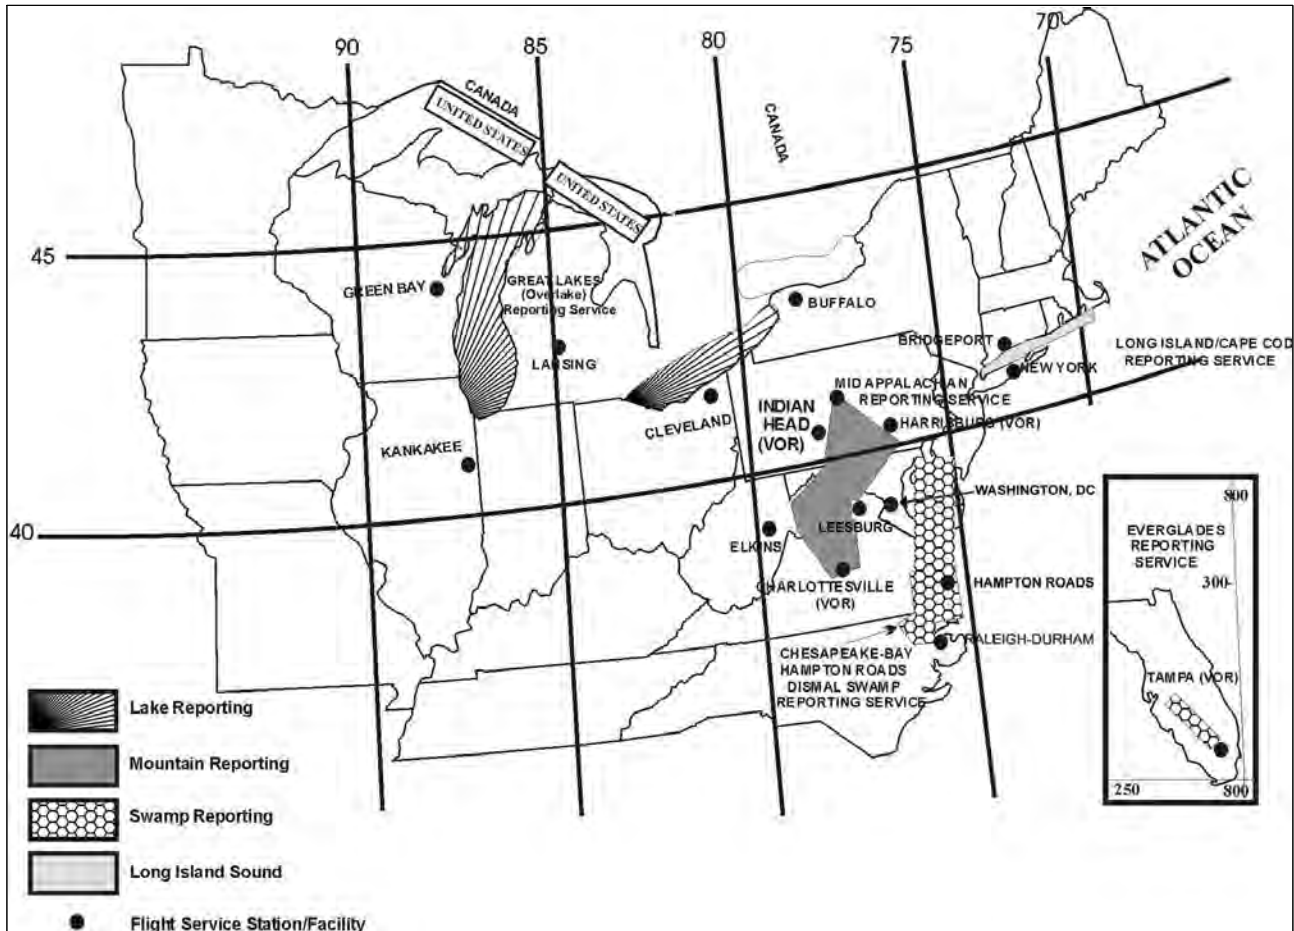 90
85
80
75
70
CANADA
UNITED STATES
CANADA
UNITED STATES
ATLANTIC
OCEAN
45
GREEN BAY
GREAT LAKES
(Overlake)
Reporting Service
BUFFALO
LANSING
BRIDGEPORT
LONG ISLAND/CAPE COD
REPORTING SERVICE
NEW YORK
MID APPALACHIAN
REPORTING SERVICE
INDIAN
HEAD
(VOR)
CLEVELAND
HARRISBURG (VOR)
KANKAKEE
WASHINGTON, DC
40
LEESBURG
ELKINS
CHARLOTTESVILLE
(VOR)
HAMPTON ROADS
RALEIGH-DURHAM
CHESAPEAKE-BAY
HAMPTON ROADS
DISMAL SWAMP
REPORTING SERVICE
800
EVERGLADES
REPORTING
SERVICE
300
TAMPA (VOR)
250
800
Lake Reporting
Mountain Reporting
Swamp Reporting
Long Island Sound
Flight Service Station/Facility